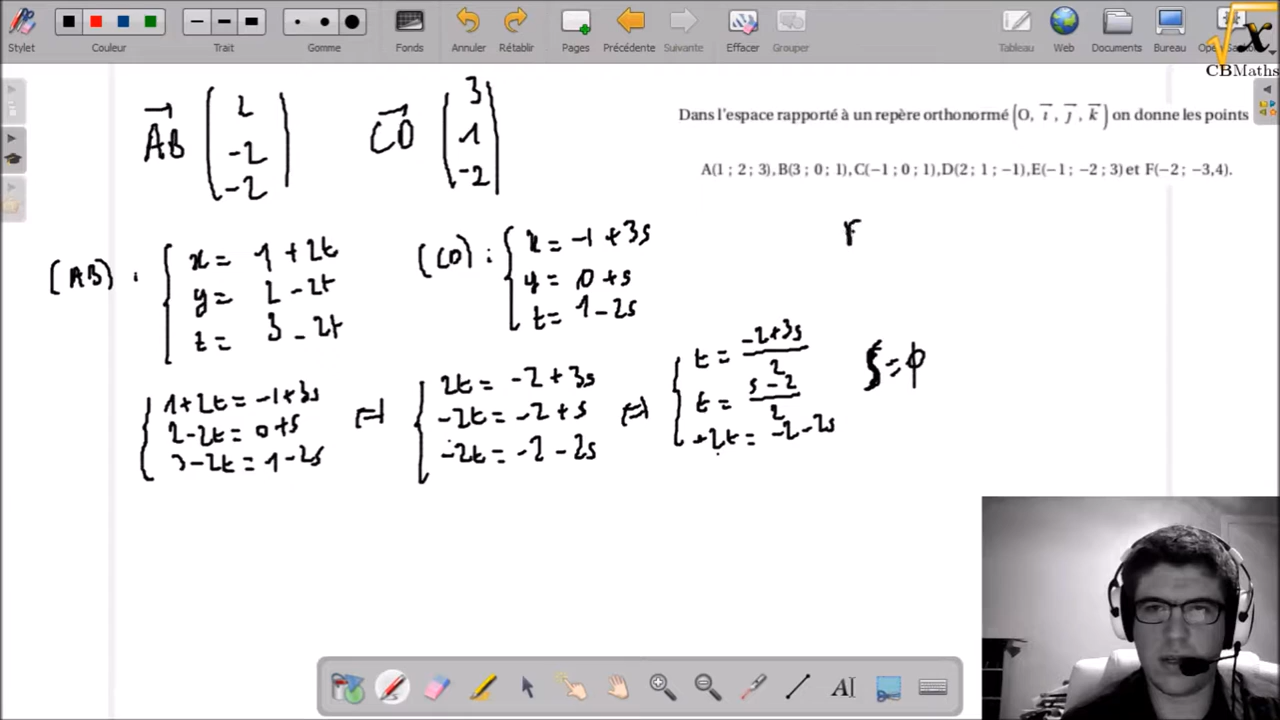 Stylet Couleur Trait Gomme Fonds Annuler Rétablir Pages Précédente Suivante Effacer Grouper Tableau Web Documents Bureau
√x
CBMaths
Dans l'espace rapporté à un repère orthonormé (O, i⃗, j⃗, k⃗) on donne les points
A(1 ; 2 ; 3),B(3 ; 0 ; 1),C(−1 ; 0 ; 1),D(2 ; 1 ; −1),E(−1 ; −2 ; 3) et F(−2 ; −3,4).
AB⃗ ( 2
-2
-2 )
CD⃗ ( 3
1
-2 )
F
(AB) : { x = 1 + 2t
y = 2 - 2t
z = 3 - 2t
(CD) : { x = -1 + 3s
y = 0 + s
z = 1 - 2s
{ 1+2t = -1+3s
2-2t = 0+s
3-2t = 1-2s
⇔ { 2t = -2+3s
-2t = -2+s
-2t = -2-2s
⇔ { t = (-2+3s)/2
t = (s-2)/2
+2t = -2-2s
S = ϕ
AI